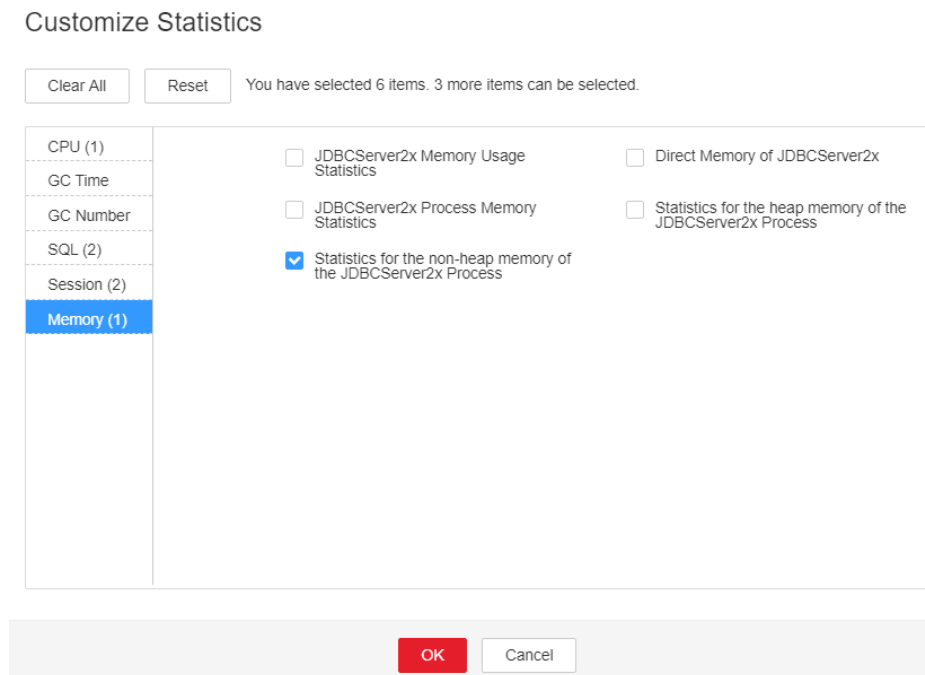 Customize Statistics
Clear All
Reset
You have selected 6 items. 3 more items can be selected.
CPU (1)
GC Time
GC Number
SQL (2)
Session (2)
Memory (1)
JDBCServer2x Memory Usage
Statistics
Direct Memory of JDBCServer2x
JDBCServer2x Process Memory
Statistics
Statistics for the heap memory of the
JDBCServer2x Process
Statistics for the non-heap memory of
the JDBCServer2x Process
OK
Cancel